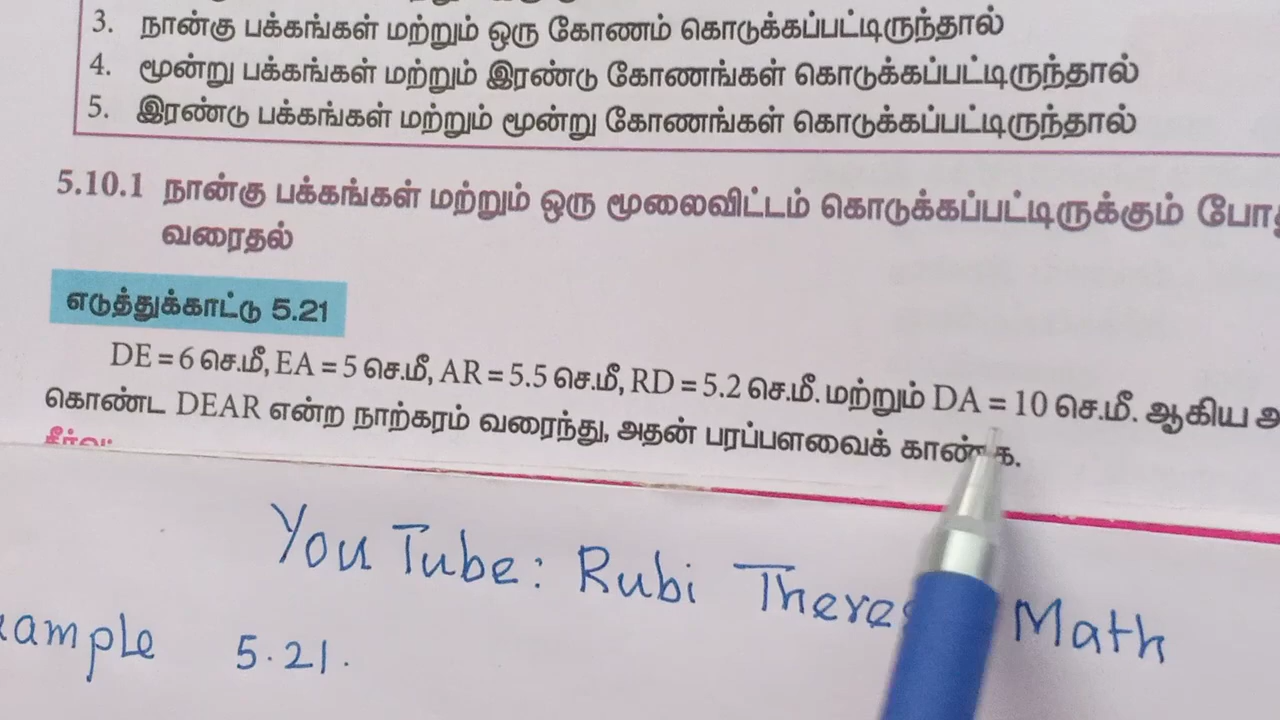 3. நான்கு பக்கங்கள் மற்றும் ஒரு கோணம் கொடுக்கப்பட்டிருந்தால்
4. மூன்று பக்கங்கள் மற்றும் இரண்டு கோணங்கள் கொடுக்கப்பட்டிருந்தால்
5. இரண்டு பக்கங்கள் மற்றும் மூன்று கோணங்கள் கொடுக்கப்பட்டிருந்தால்
5.10.1 நான்கு பக்கங்கள் மற்றும் ஒரு மூலைவிட்டம் கொடுக்கப்பட்டிருக்கும்
வரைதல்
எடுத்துக்காட்டு 5.21
DE = 6 செ.மீ, EA = 5 செ.மீ, AR = 5.5 செ.மீ, RD = 5.2 செ.மீ. மற்றும் DA = 10 செ.மீ. ஆகிய
கொண்ட DEAR என்ற நாற்கரம் வரைந்து, அதன் பரப்பளவைக் காண்க.
YouTube: Rubi Math
5.21.